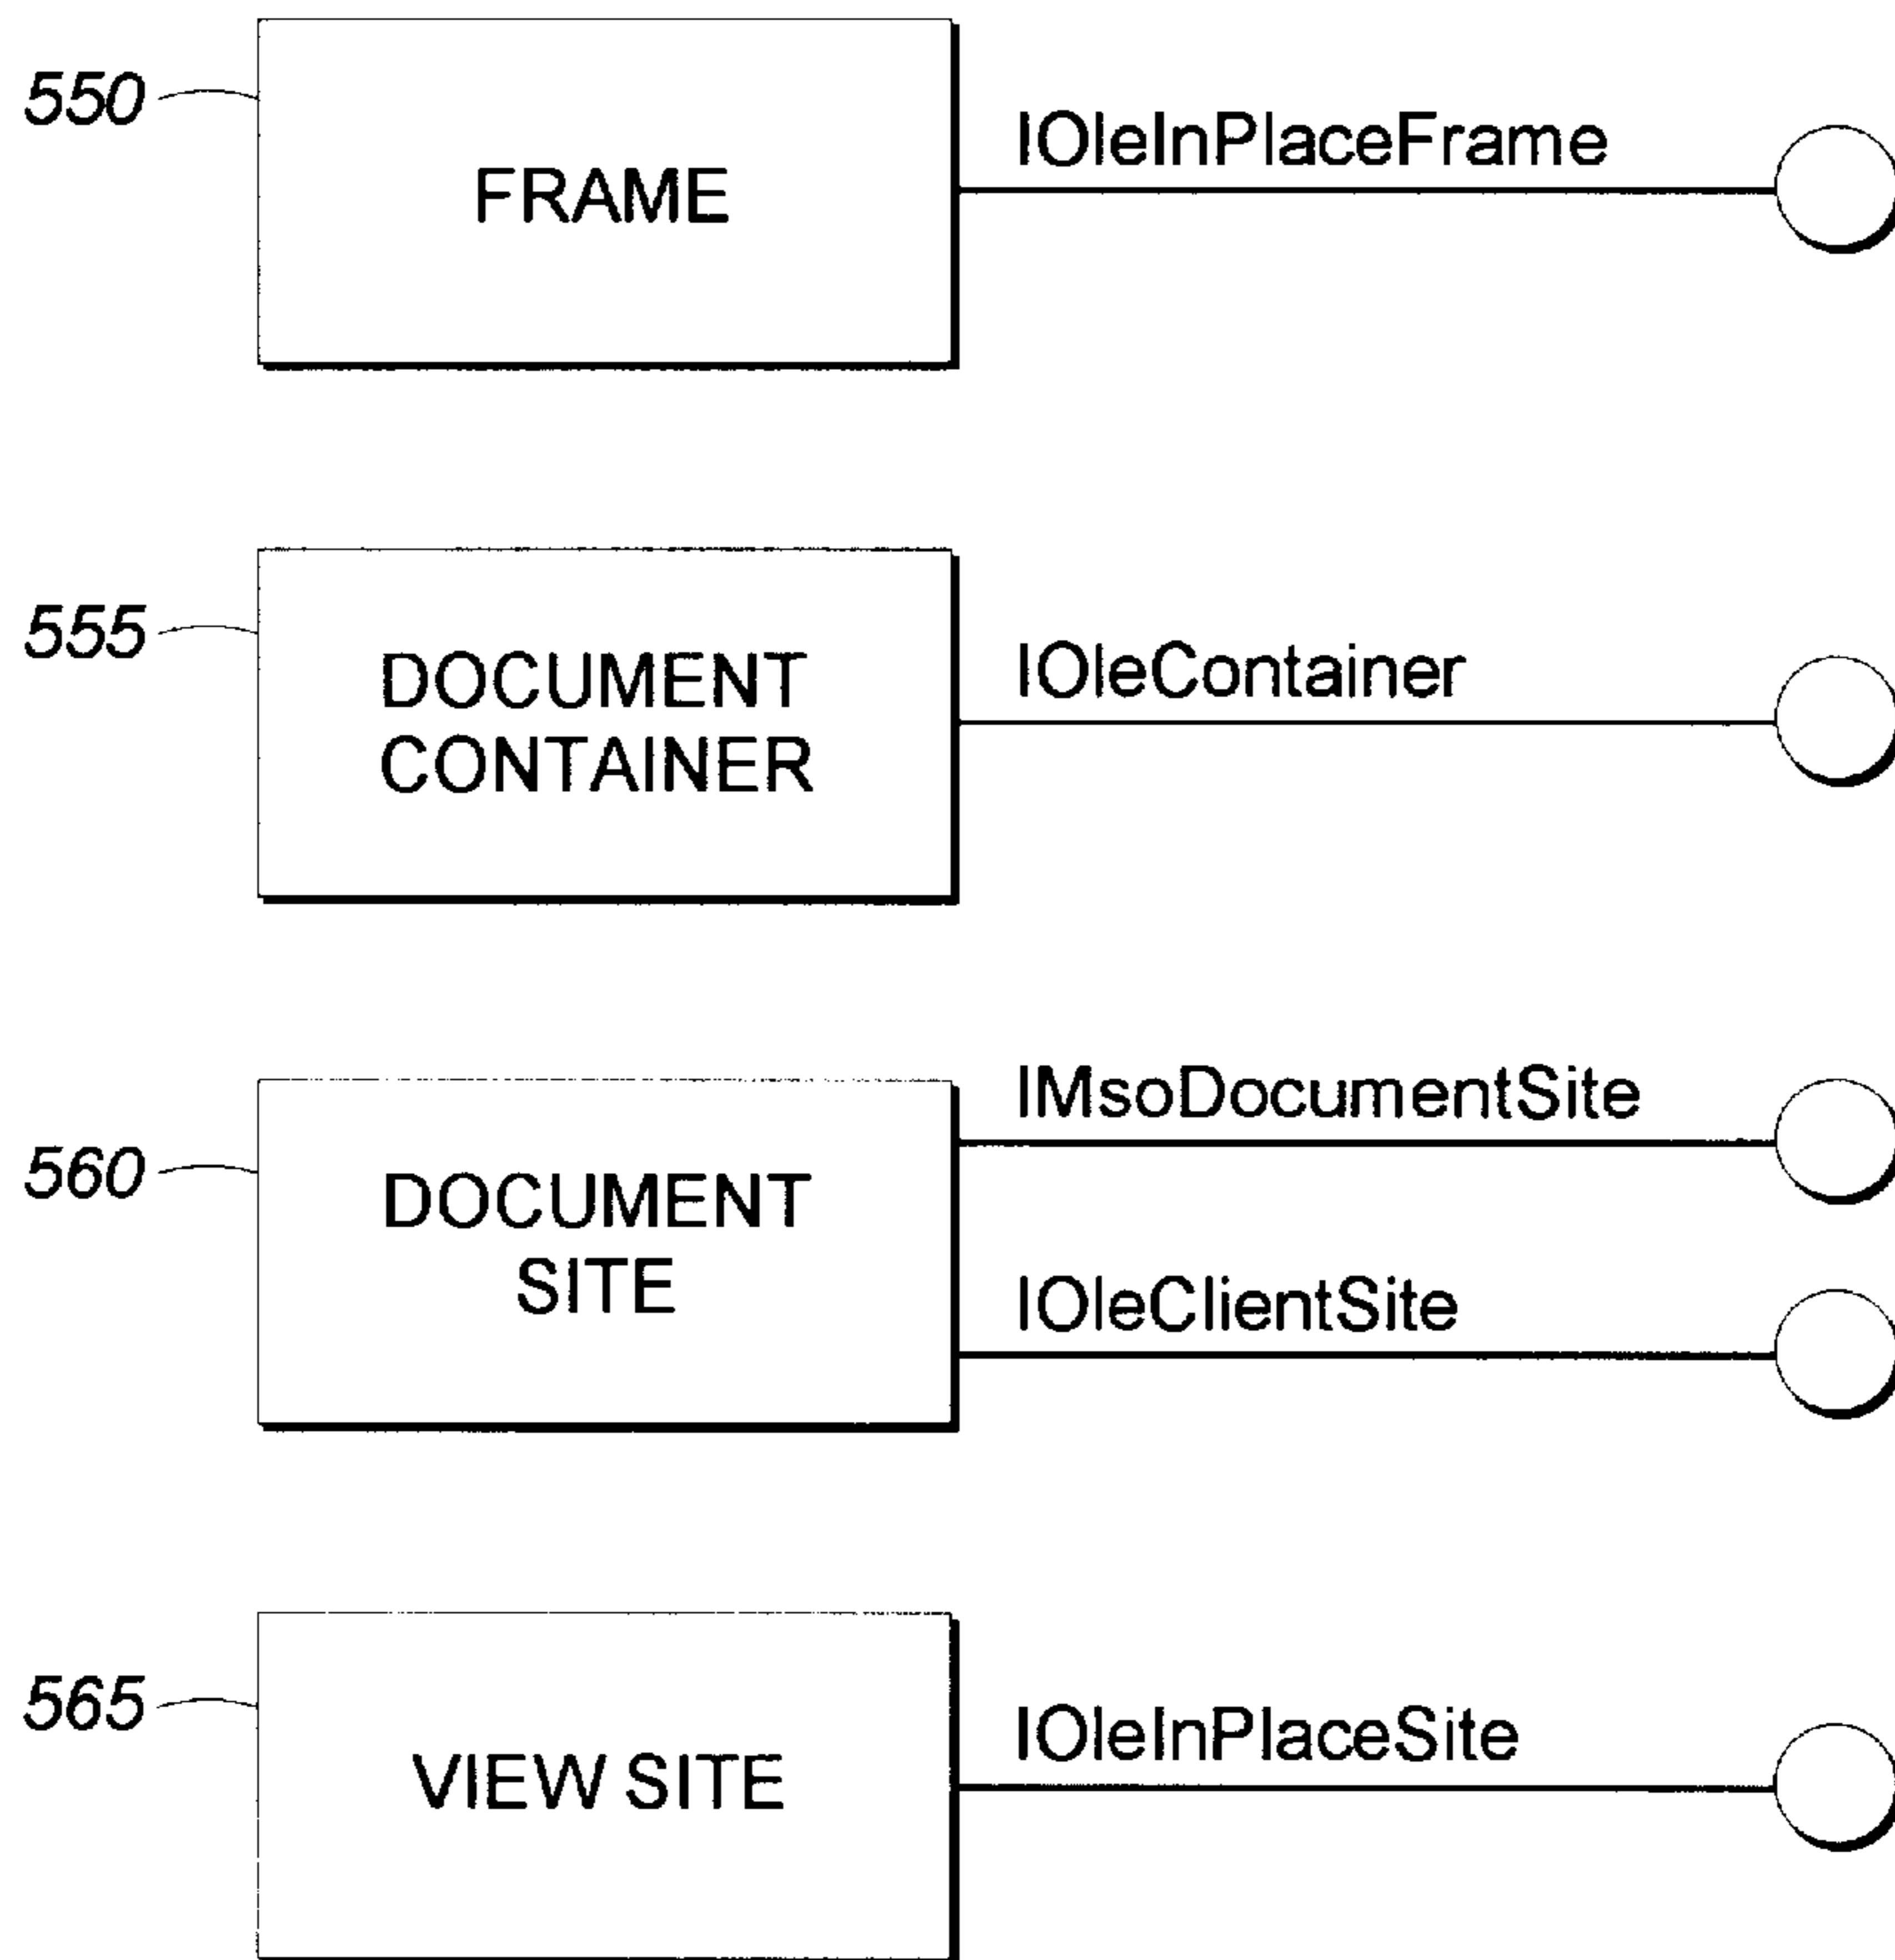 550
FRAME
IOleInPlaceFrame
555
DOCUMENT
CONTAINER
IOleContainer
560
DOCUMENT
SITE
IMsoDocumentSite
IOleClientSite
565
VIEW SITE
IOleInPlaceSite